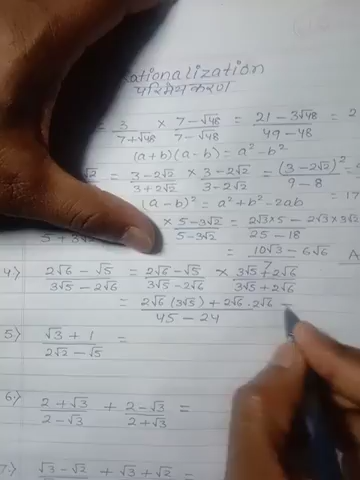 ationalization
परिमेयकरण
= 3/(7+√48) × (7-√48)/(7-√48) = (21-3√48)/(49-48) = 2
(a+b)(a-b) = a²-b²
√2 = (3-2√2)/(3+2√2) × (3-2√2)/(3-2√2) = (3-2√2)²/(9-8) =
(a-b)² = a²+b²-2ab = 17
× (5-3√2)/(5-3√2) = (2√3×5 - 2√3×3√2)/(25-18)
= (10√3-6√6)/7
4) (2√6-√5)/(3√5-2√6) = (2√6-√5)/(3√5-2√6) × (3√5+2√6)/(3√5+2√6)
= (2√6(3√5)+2√6·2√6 -)/(45-24)
5) (√3+1)/(2√2-√5) =
6) (2+√3)/(2-√3) + (2-√3)/(2+√3) =
7) √3-√2 + √3+√2 =